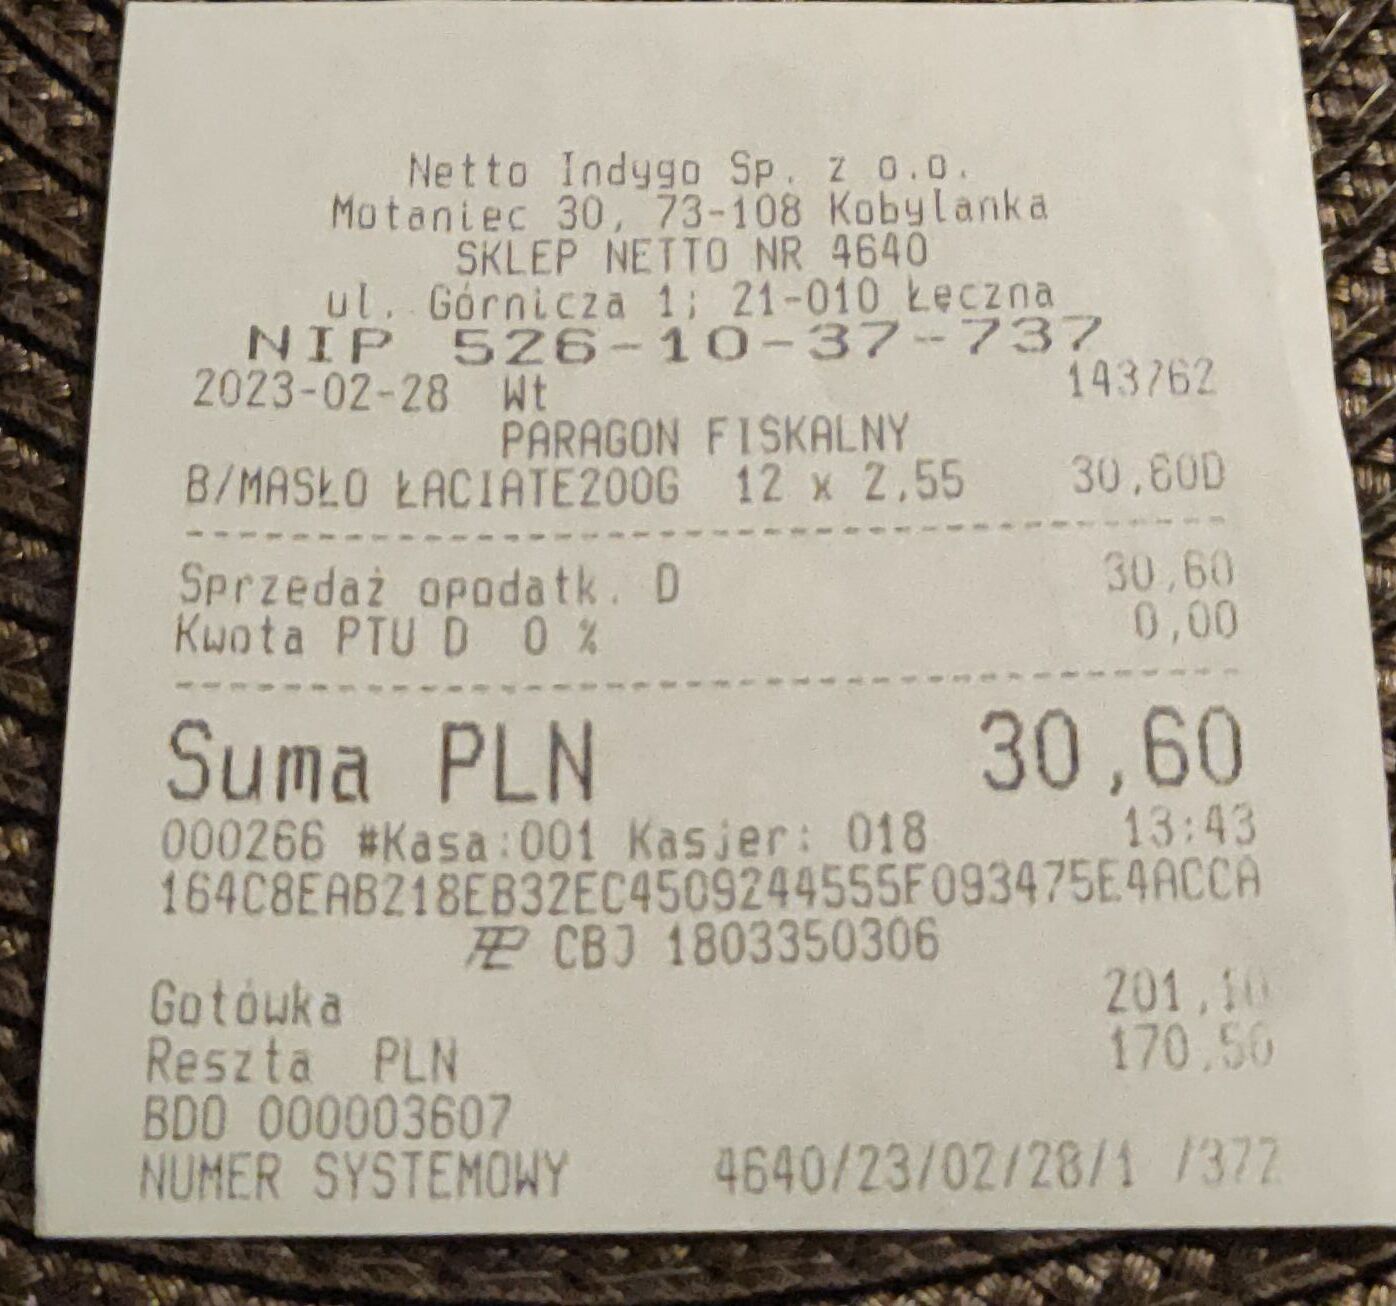 Netto Indygo Sp. z o.o.
Motaniec 30, 73-108 Kobylanka
SKLEP NETTO NR 4640
ul. Górnicza 1; 21-010 Łęczna
NIP 526-10-37-737
2023-02-28 Wt 143762
PARAGON FISKALNY
B/MASŁO ŁACIATE200G 12 x 2,55 30,60D
Sprzedaż opodatk. D 30,60
Kwota PTU D 0 % 0,00
Suma PLN 30,60
000266 #Kasa:001 Kasjer: 018 13:43
164C8EAB218EB32EC4509244555F093475E4ACCA
CBJ 1803350306
Gotówka 201,10
Reszta PLN 170,50
BDO 000003607
NUMER SYSTEMOWY 4640/23/02/28/1 /372